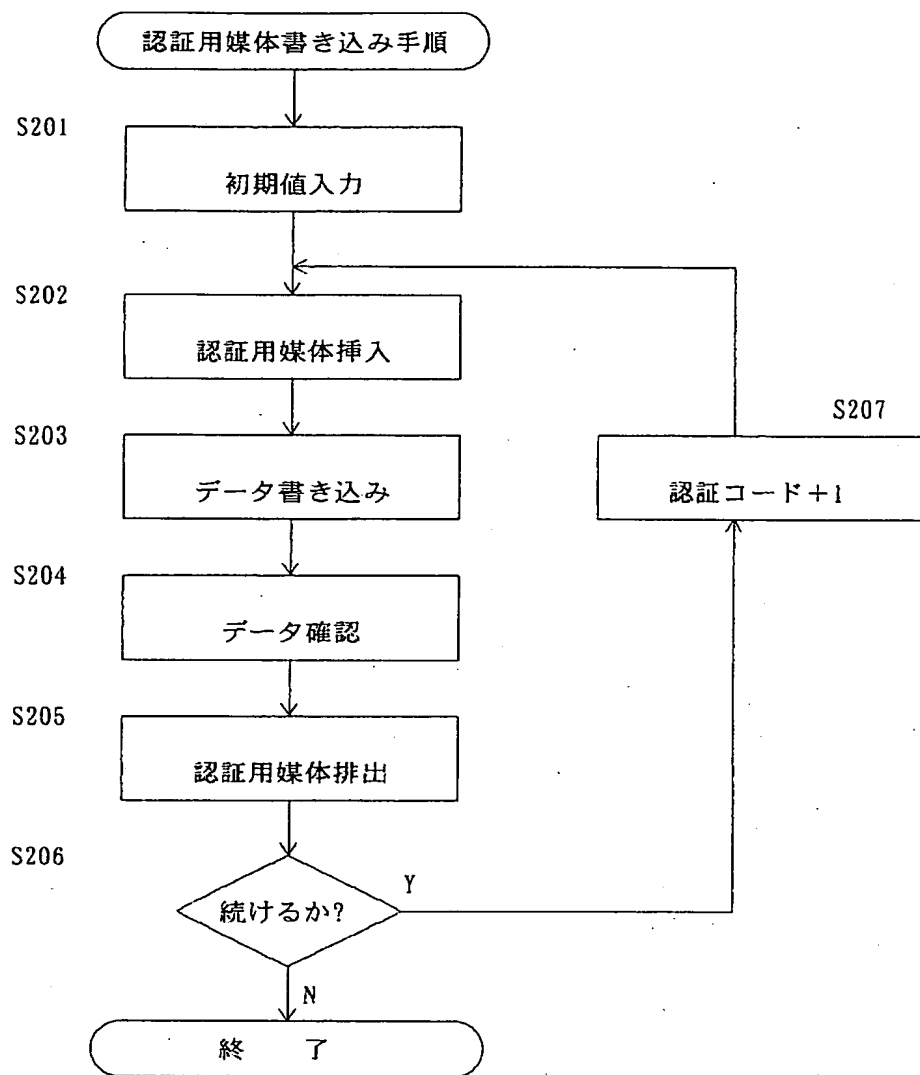 認証用媒体書き込み手順
S201
初期値入力
S202
認証用媒体挿入
S203
データ書き込み
S207
認証コード+1
S204
データ確認
S205
認証用媒体排出
S206
続けるか?
Y
N
終 了